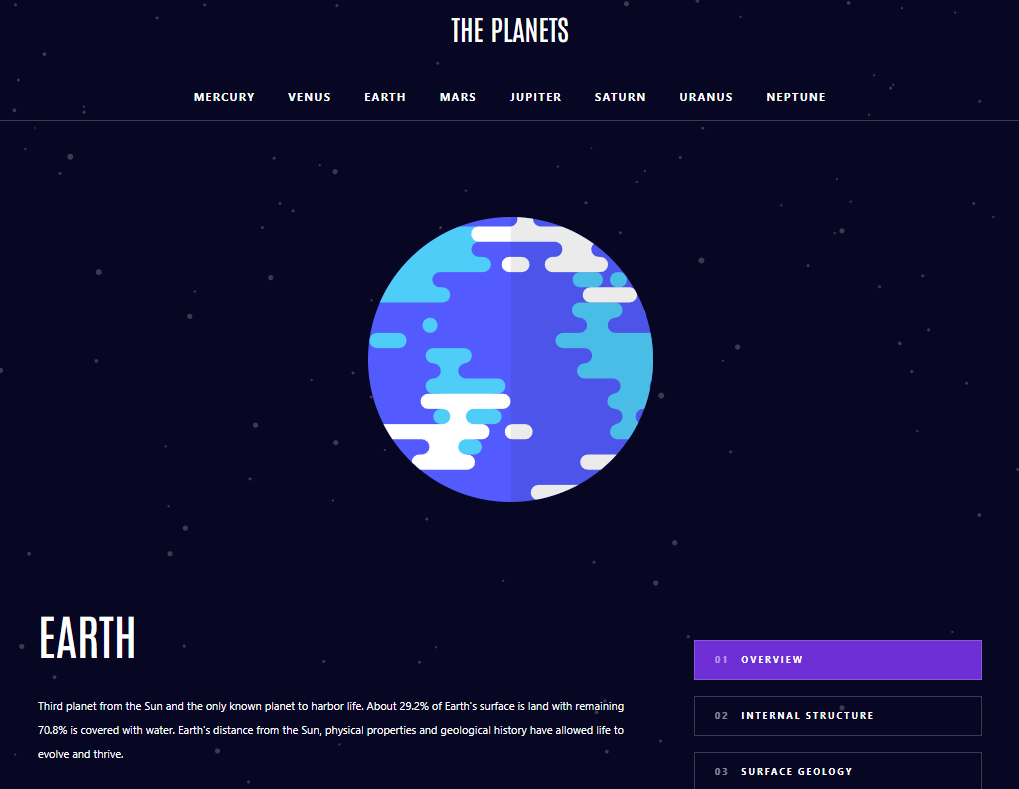 THE PLANETS
MERCURY VENUS EARTH MARS JUPITER SATURN URANUS NEPTUNE
EARTH
Third planet from the Sun and the only known planet to harbor life. About 29.2% of Earth's surface is land with remaining
70.8% is covered with water. Earth's distance from the Sun, physical properties and geological history have allowed life to
evolve and thrive.
01 OVERVIEW
02 INTERNAL STRUCTURE
03 SURFACE GEOLOGY